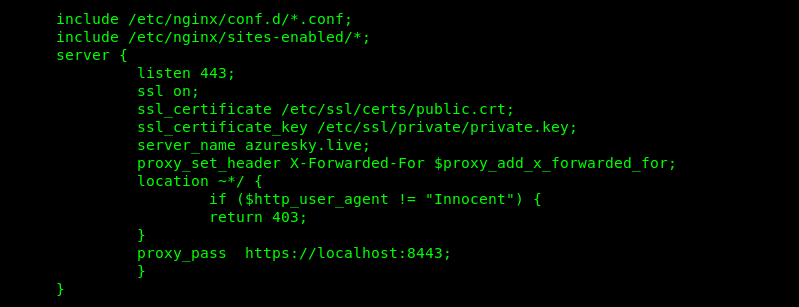 include /etc/nginx/conf.d/*.conf;
include /etc/nginx/sites-enabled/*;
server {
listen 443;
ssl on;
ssl_certificate /etc/ssl/certs/public.crt;
ssl_certificate_key /etc/ssl/private/private.key;
server_name azuresky.live;
proxy_set_header X-Forwarded-For $proxy_add_x_forwarded_for;
location ~*/ {
if ($http_user_agent != "Innocent") {
return 403;
}
proxy_pass  https://localhost:8443;
}
}